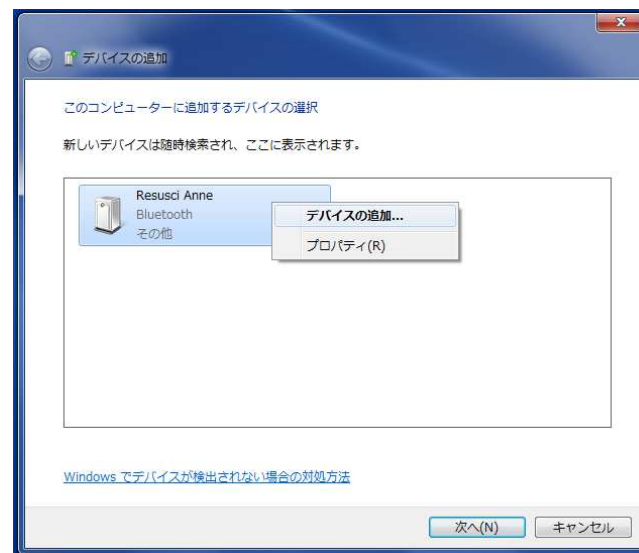 デバイスの追加
このコンピューターに追加するデバイスの選択
新しいデバイスは随時検索され、ここに表示されます。
Resusci Anne
Bluetooth
その他
デバイスの追加...
プロパティ(R)
Windows でデバイスが検出されない場合の対処方法
次へ(N)
キャンセル